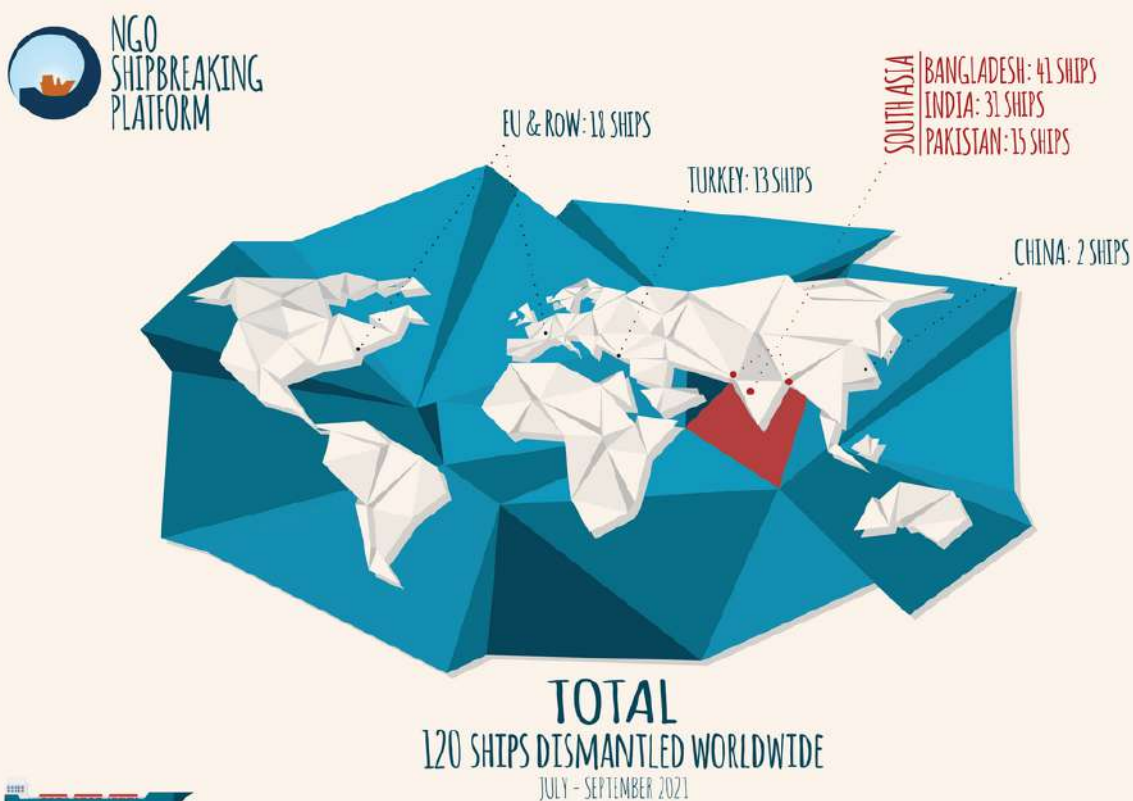 NGO
SHIPBREAKING
PLATFORM
EU & ROW: 18 SHIPS
TURKEY: 13 SHIPS
SOUTH ASIA
BANGLADESH: 41 SHIPS
INDIA: 31 SHIPS
PAKISTAN: 15 SHIPS
CHINA: 2 SHIPS
TOTAL
120 SHIPS DISMANTLED WORLDWIDE
JULY - SEPTEMBER 2021